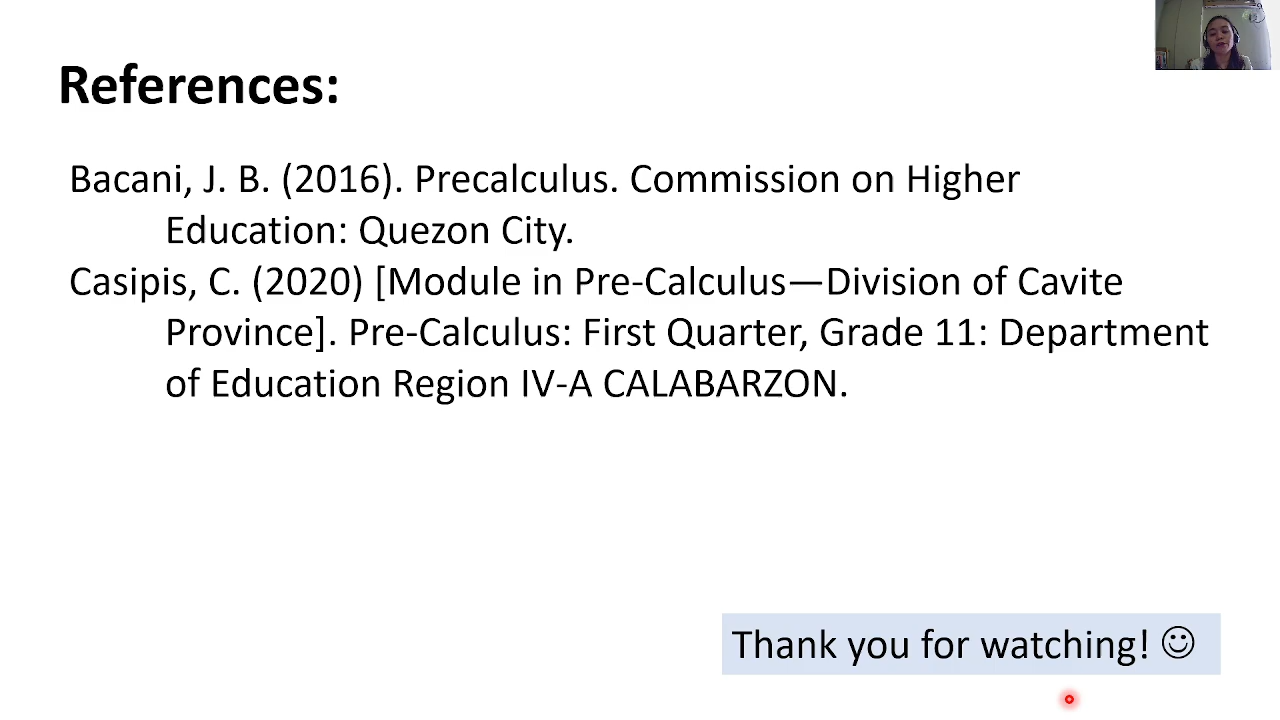 References:
Bacani, J. B. (2016). Precalculus. Commission on Higher
Education: Quezon City.
Casipis, C. (2020) [Module in Pre-Calculus—Division of Cavite
Province]. Pre-Calculus: First Quarter, Grade 11: Department
of Education Region IV-A CALABARZON.
Thank you for watching! ☺